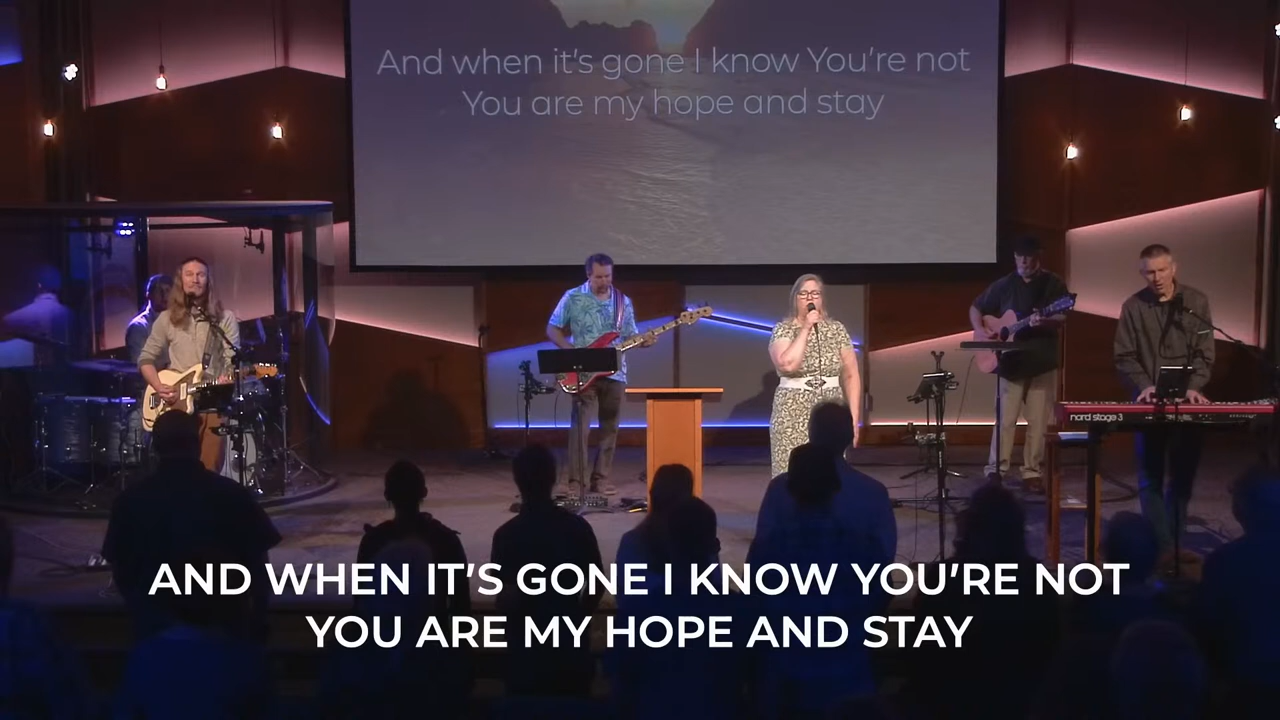 And when it's gone I know You're not
You are my hope and stay
nord stage 3
AND WHEN IT'S GONE I KNOW YOU'RE NOT
YOU ARE MY HOPE AND STAY